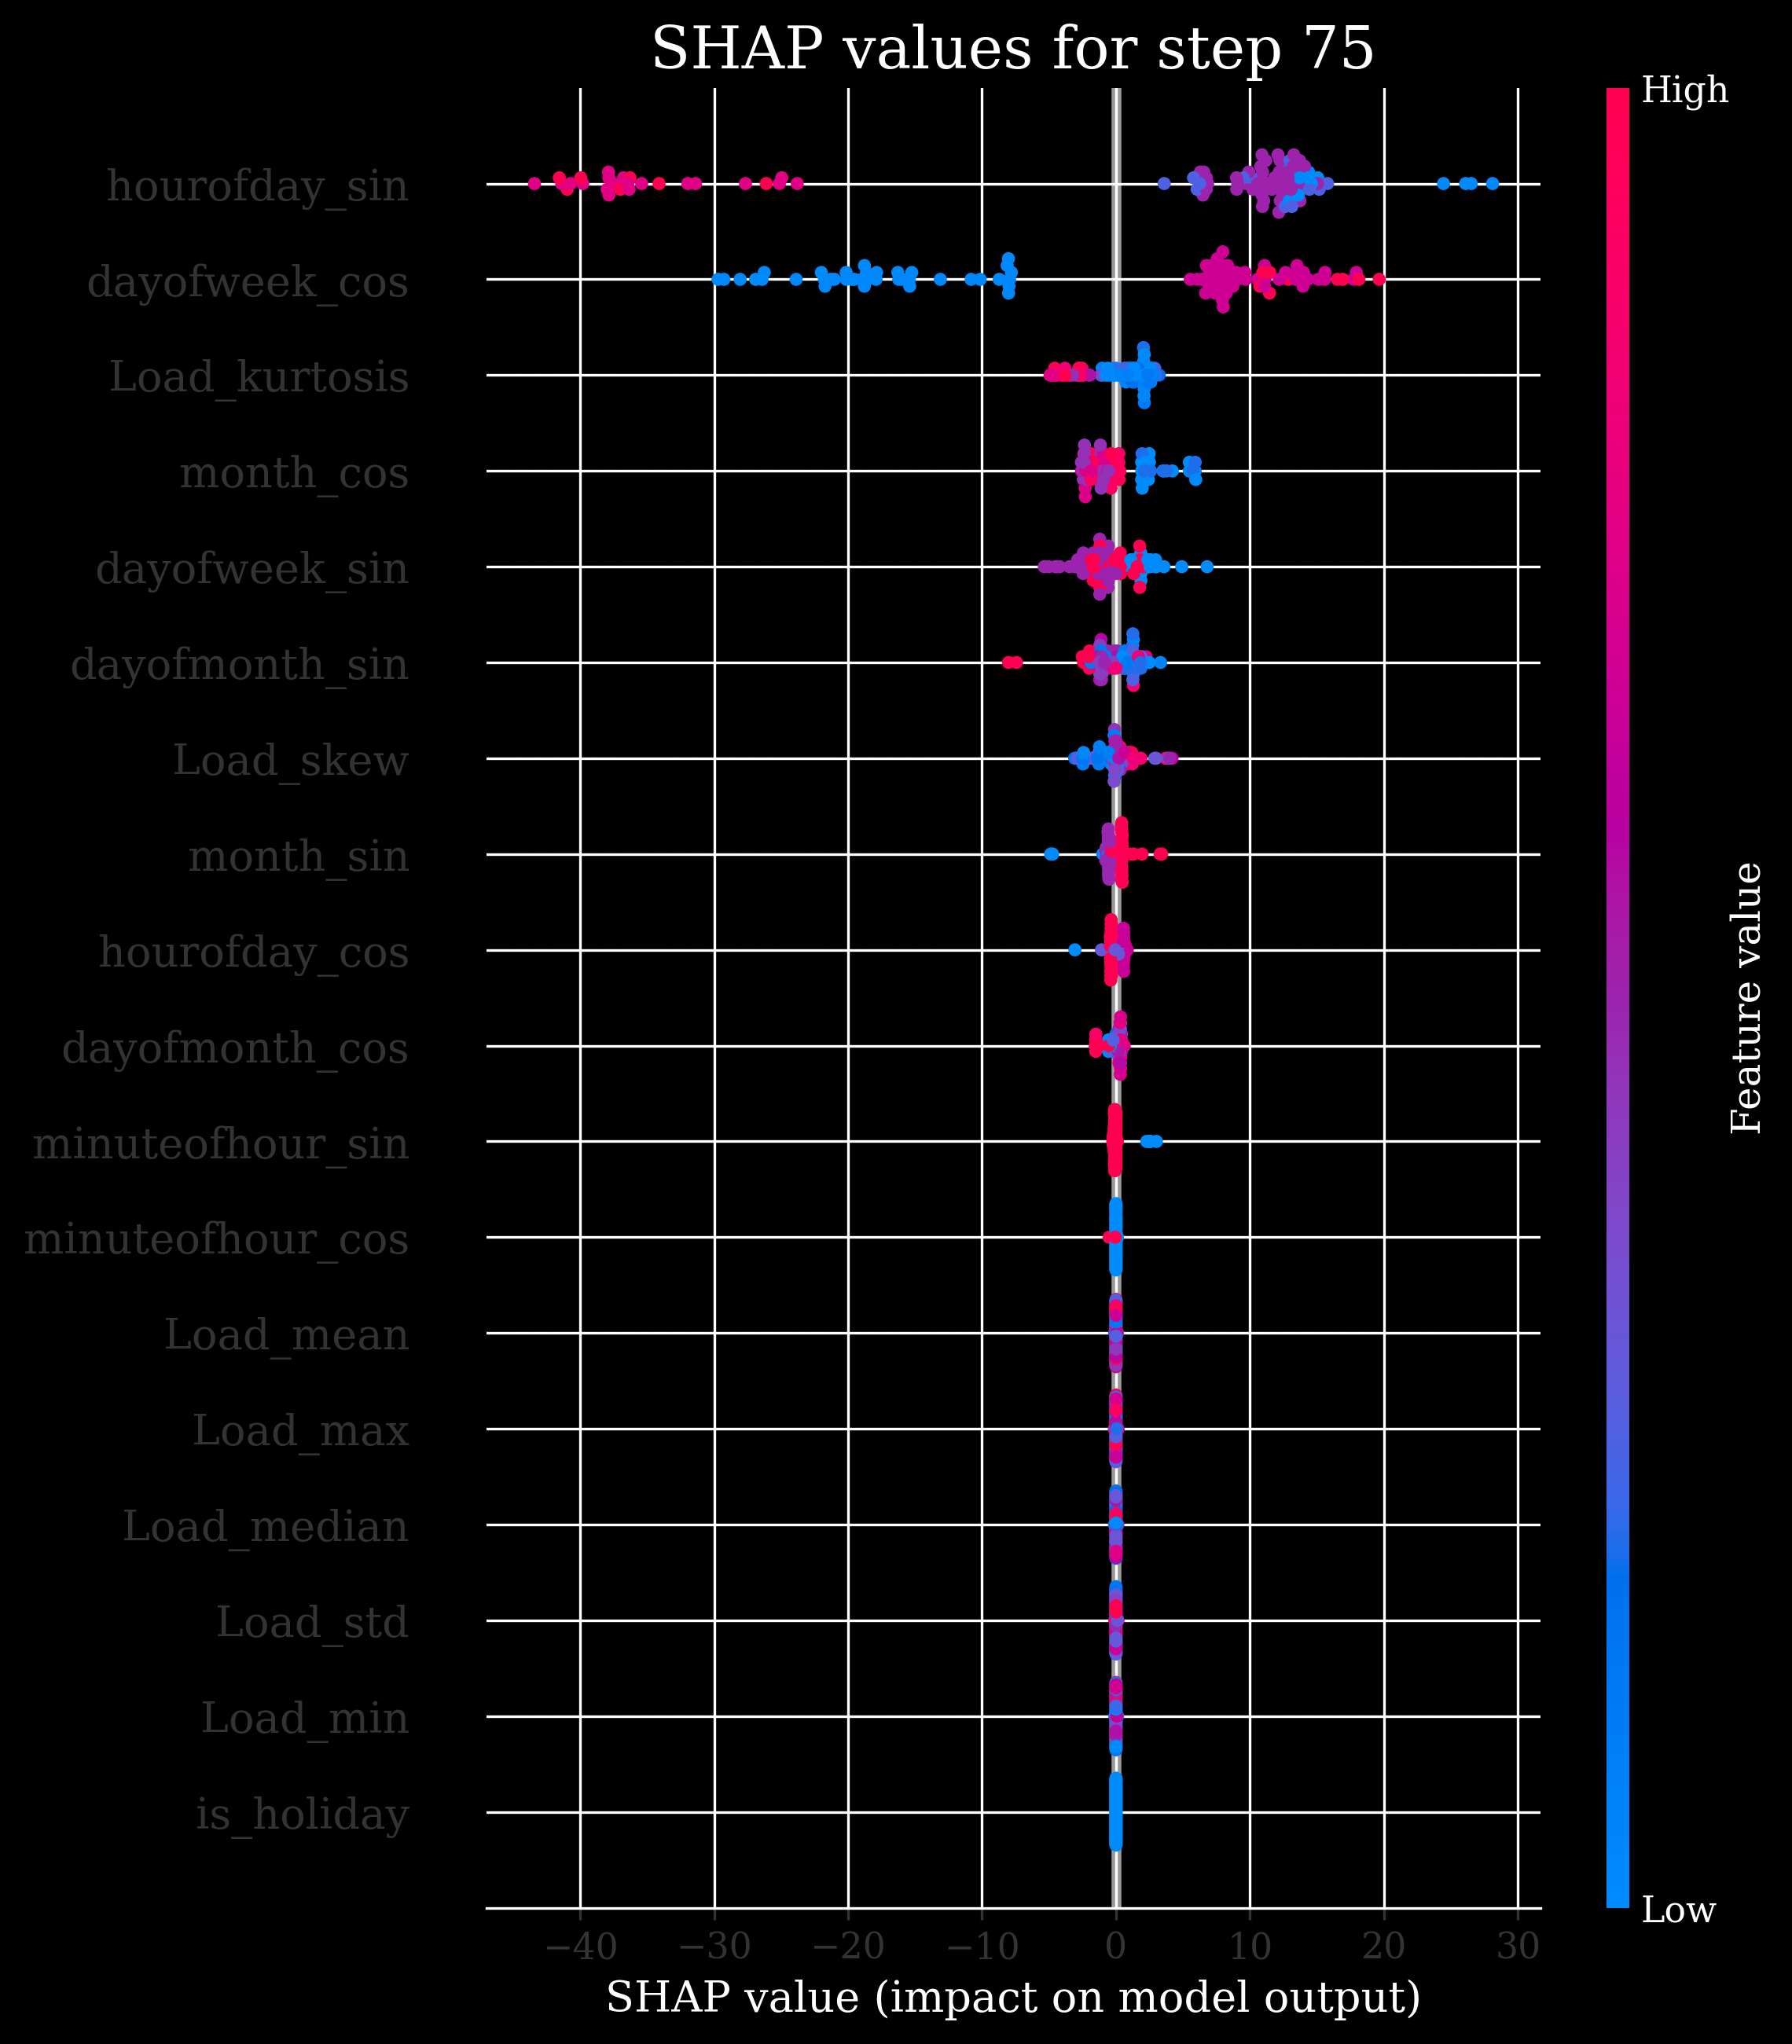 SHAP values for step 75
High
hourofday_sin
dayofweek_cos
Load_kurtosis
month_cos
dayofweek_sin
dayofmonth_sin
Load_skew
month_sin
hourofday_cos
dayofmonth_cos
minuteofhour_sin
minuteofhour_cos
Load_mean
Load_max
Load_median
Load_std
Load_min
is_holiday
Feature value
Low
−40 −30 −20 −10 0 10 20 30
SHAP value (impact on model output)